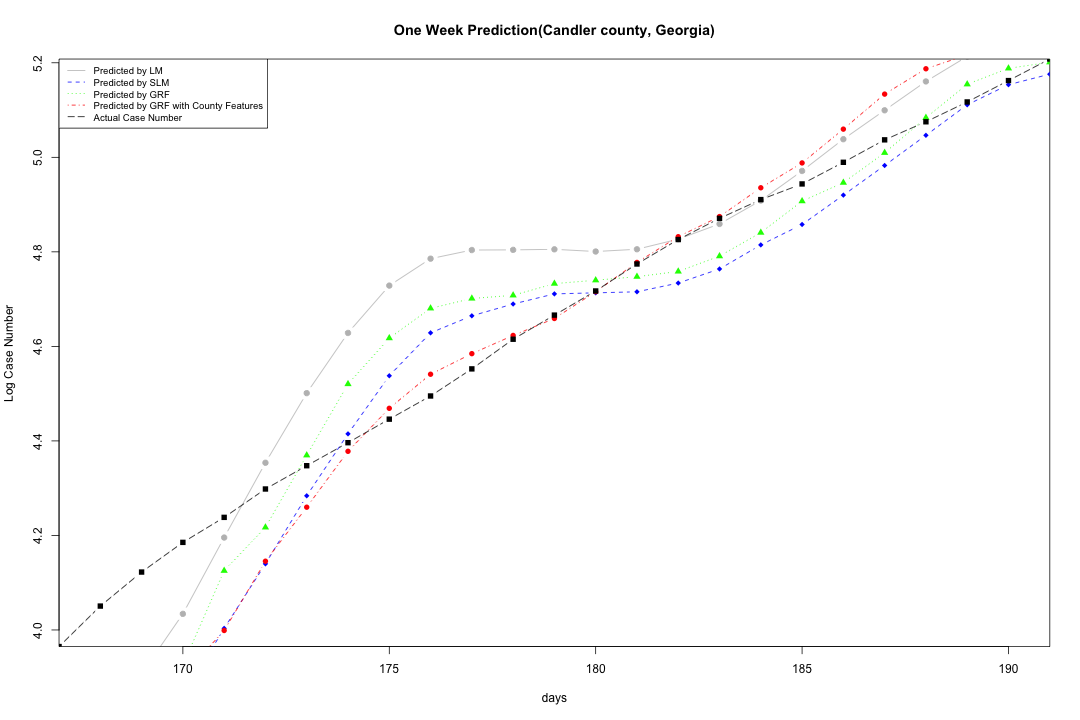 One Week Prediction(Candler county, Georgia)
Predicted by LM
Predicted by SLM
Predicted by GRF
Predicted by GRF with County Features
Actual Case Number
5.2
5.0
4.8
4.6
4.4
4.2
4.0
Log Case Number
170 175 180 185 190
days